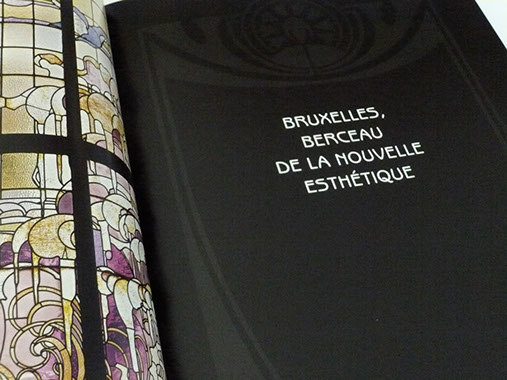 BRUXELLES,
BERCEAU
DE LA NOUVELLE
ESTHÉTIQUE